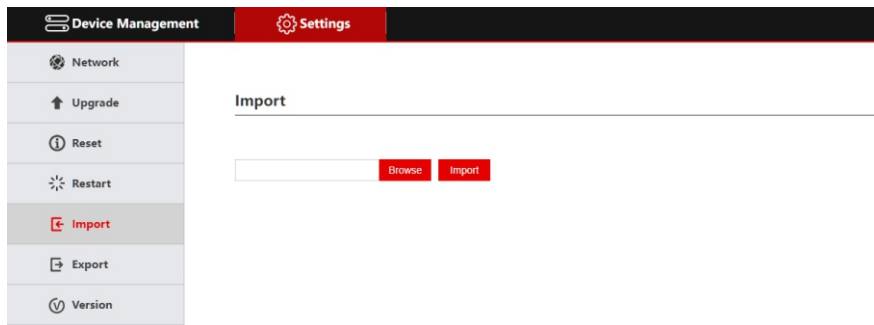 Device Management
Settings
Network
Upgrade
Reset
Restart
Import
Export
Version
Import
Browse
Import